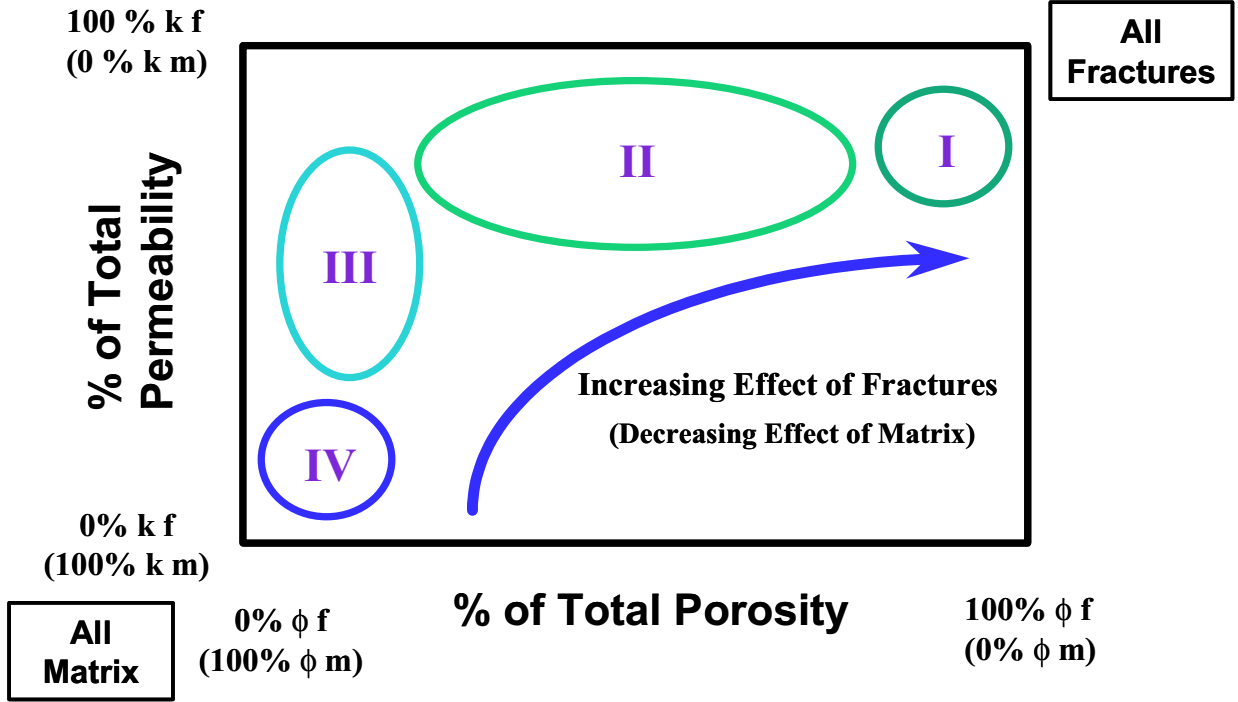 100 % k f
(0 % k m)
All
Fractures
% of Total
Permeability
I
II
III
IV
Increasing Effect of Fractures
(Decreasing Effect of Matrix)
0% k f
(100% k m)
All
Matrix
0% ϕ f
(100% ϕ m)
% of Total Porosity
100% ϕ f
(0% ϕ m)